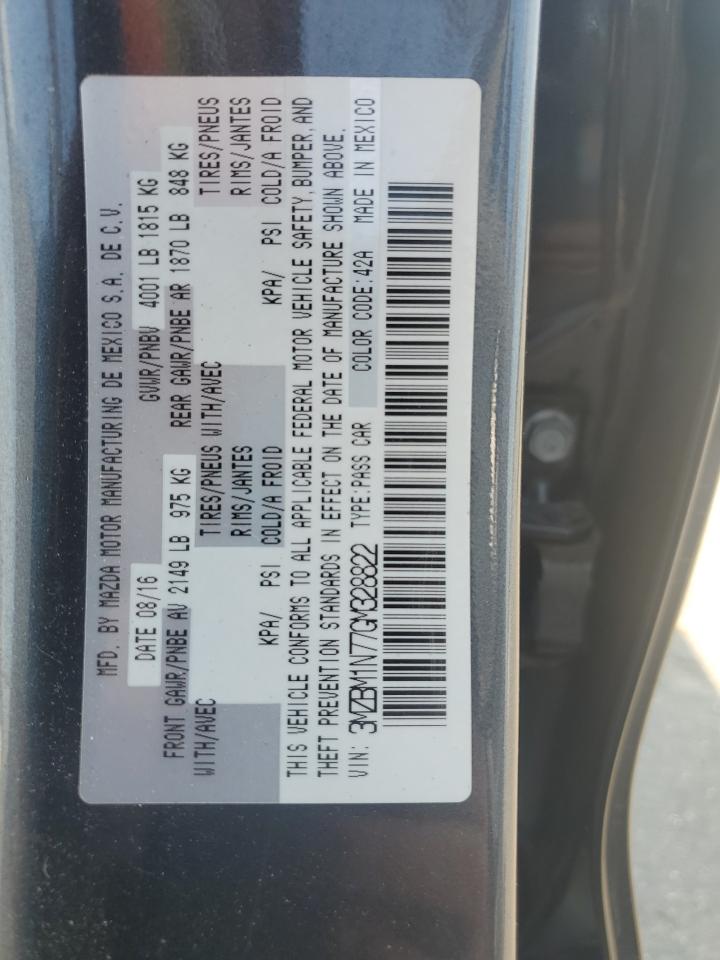 MFD. BY MAZDA MOTOR MANUFACTURING DE MEXICO S.A. DE C.V.
DATE 08/16 GVWR/PNBV 4001 LB 1815 KG
FRONT GAWR/PNBE AV 2149 LB 975 KG REAR GAWR/PNBE AR 1870 LB 848 KG
WITH/AVEC TIRES/PNEUS WITH/AVEC TIRES/PNEUS
RIMS/JANTES RIMS/JANTES
KPA/ PSI COLD/A FROID KPA/ PSI COLD/A FROID
THIS VEHICLE CONFORMS TO ALL APPLICABLE FEDERAL MOTOR VEHICLE SAFETY, BUMPER, AND
THEFT PREVENTION STANDARDS IN EFFECT ON THE DATE OF MANUFACTURE SHOWN ABOVE.
VIN: 3MZBM1N77GM328822 TYPE:PASS CAR COLOR CODE:42A MADE IN MEXICO